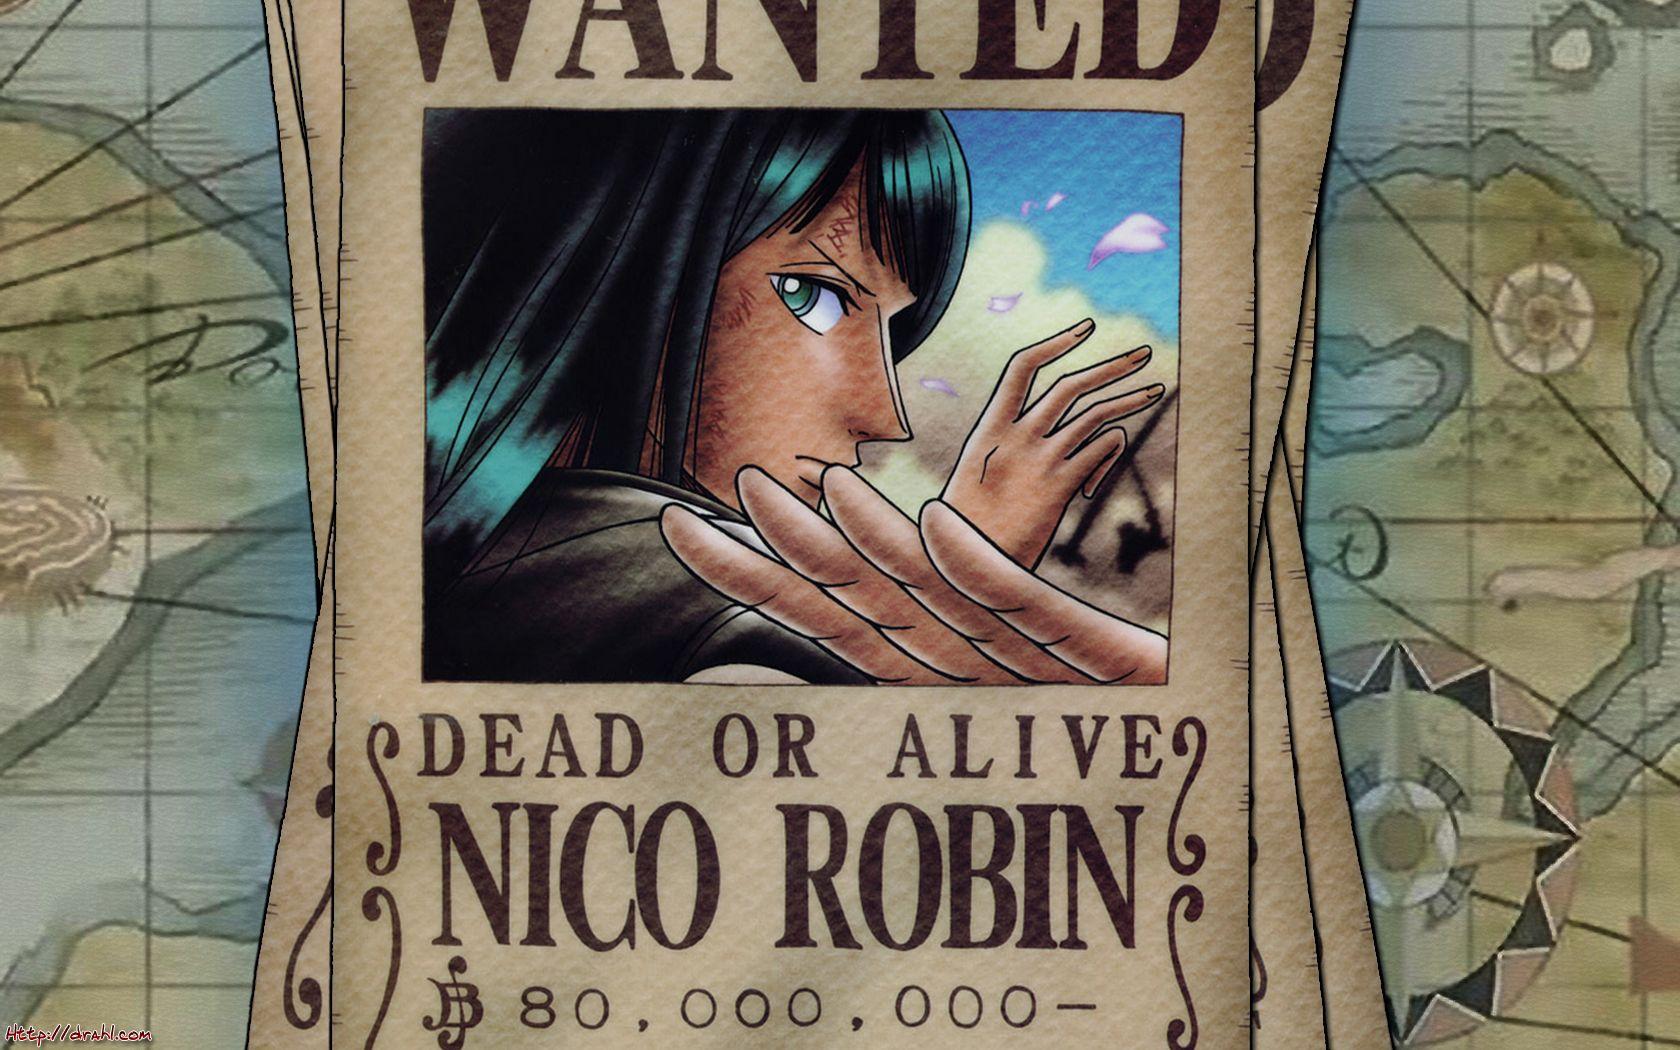 WANTED
DEAD OR ALIVE
NICO ROBIN
฿80,000,000-
Http://drahl.com